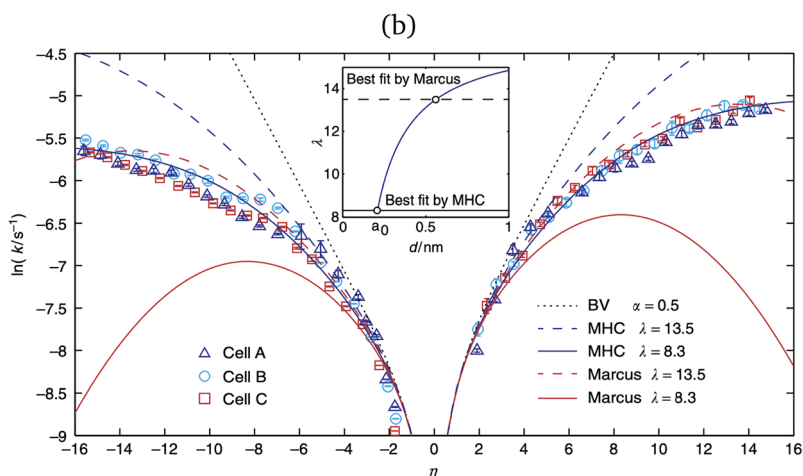 (b)
−4.5
−5
−5.5
−6
−6.5
−7
−7.5
−8
−8.5
−9
ln( k/s⁻¹)
−16 −14 −12 −10 −8 −6 −4 −2 0 2 4 6 8 10 12 14 16
η
Best fit by Marcus
14
12
10
8
λ
Best fit by MHC
0 a₀ 0.5 1
d/nm
Cell A
Cell B
Cell C
BV α = 0.5
MHC λ = 13.5
MHC λ = 8.3
Marcus λ = 13.5
Marcus λ = 8.3